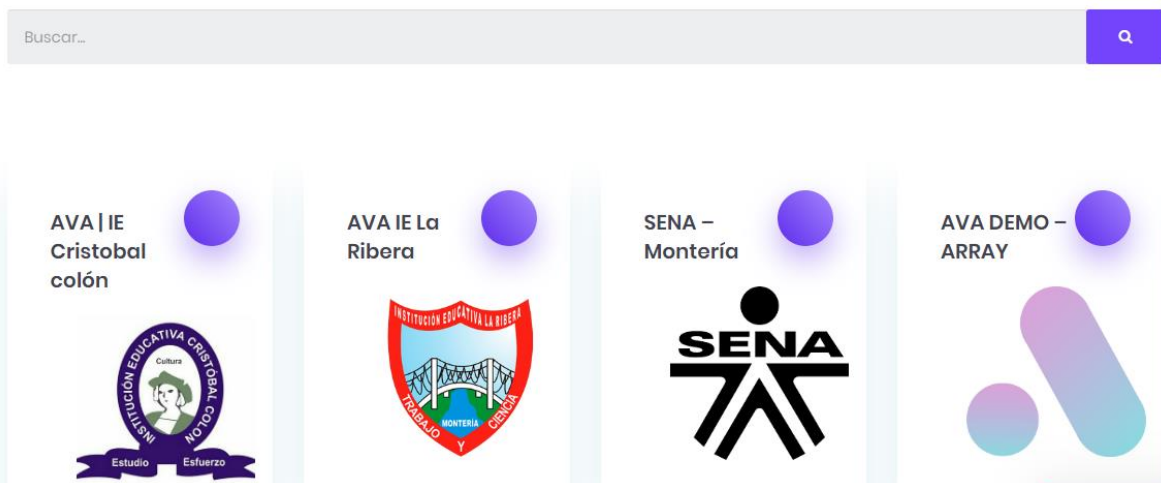 Buscar...
AVA | IE
Cristobal
colón
INSTITUCIÓN EDUCATIVA CRISTÓBAL COLON
Cultura
Estudio
Esfuerzo
AVA IE La
Ribera
INSTITUCIÓN EDUCATIVA LA RIBERA
MONTERÍA
TRABAJO Y CIENCIA
SENA –
Montería
SENA
AVA DEMO –
ARRAY